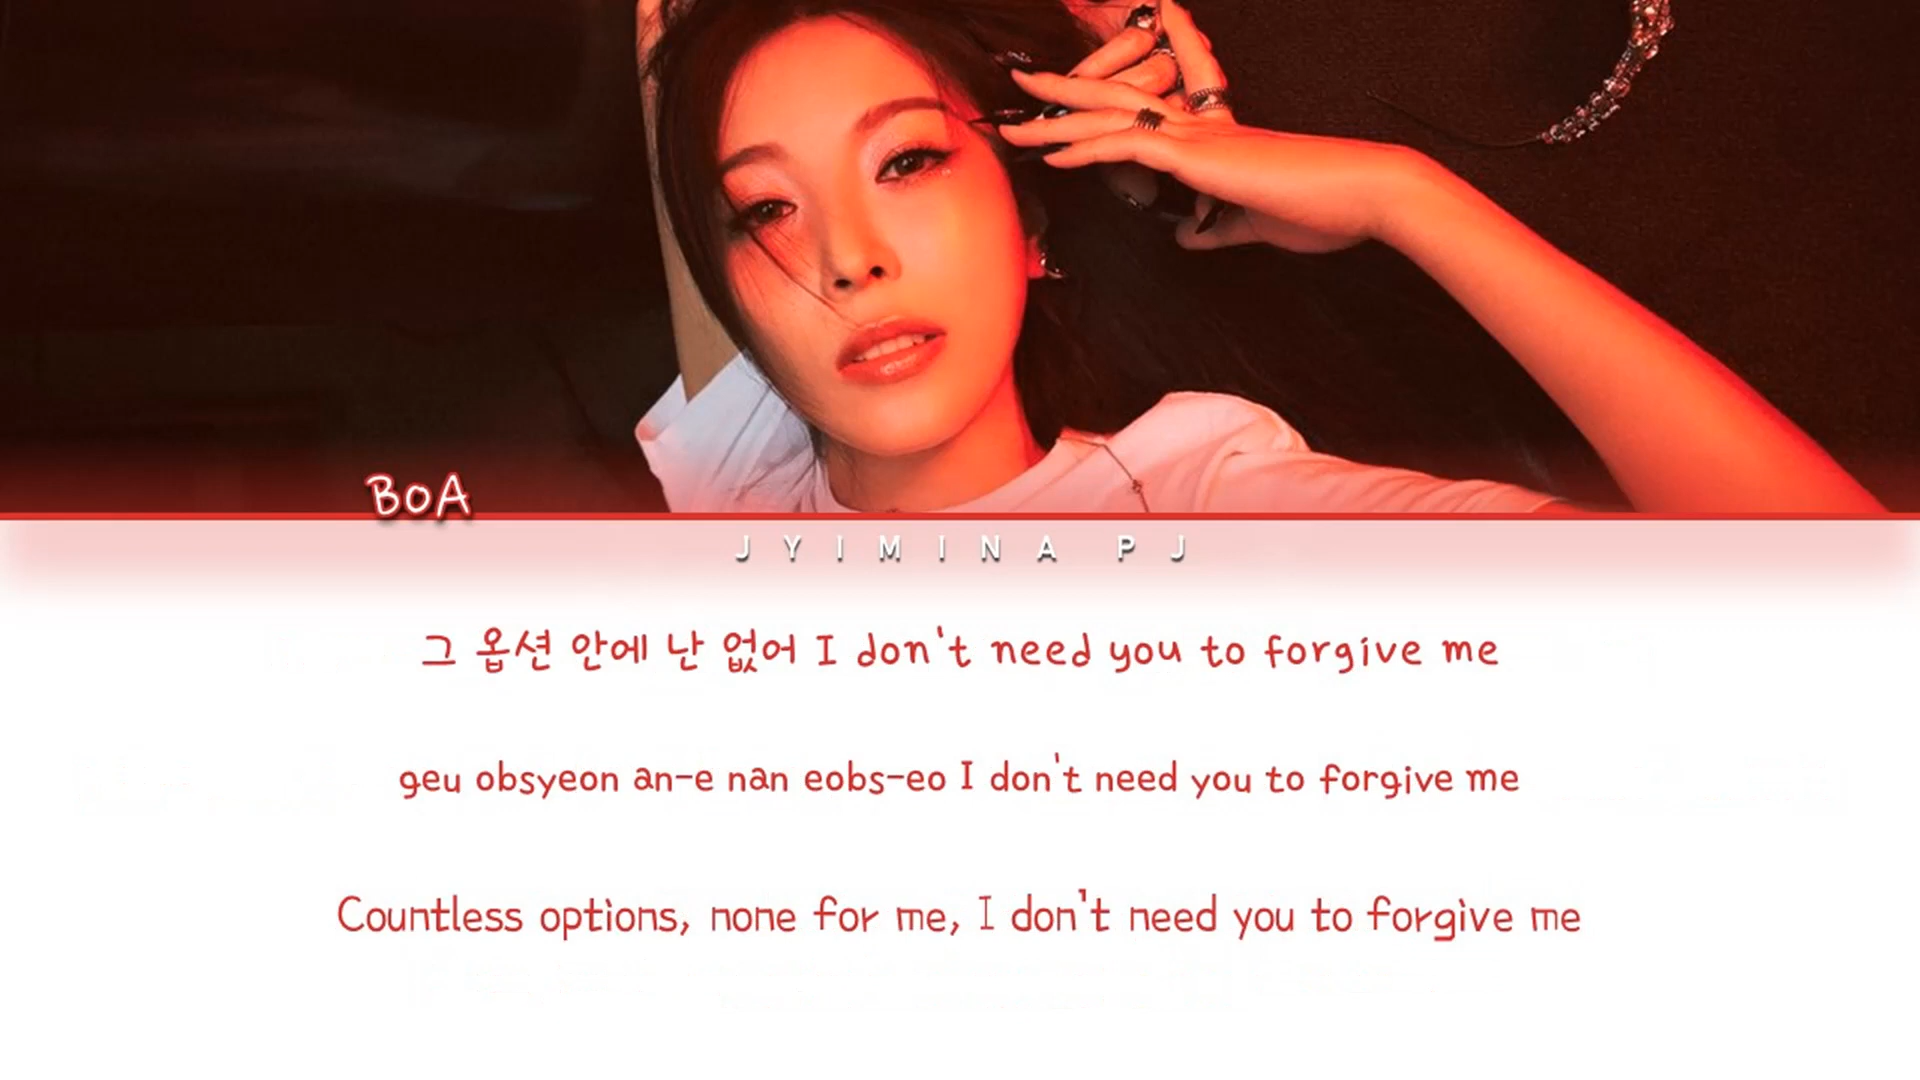 BoA
JYIMINA PJ
그 옵션 안에 난 없어 I don't need you to forgive me
geu obsyeon an-e nan eobs-eo I don't need you to forgive me
Countless options, none for me, I don't need you to forgive me